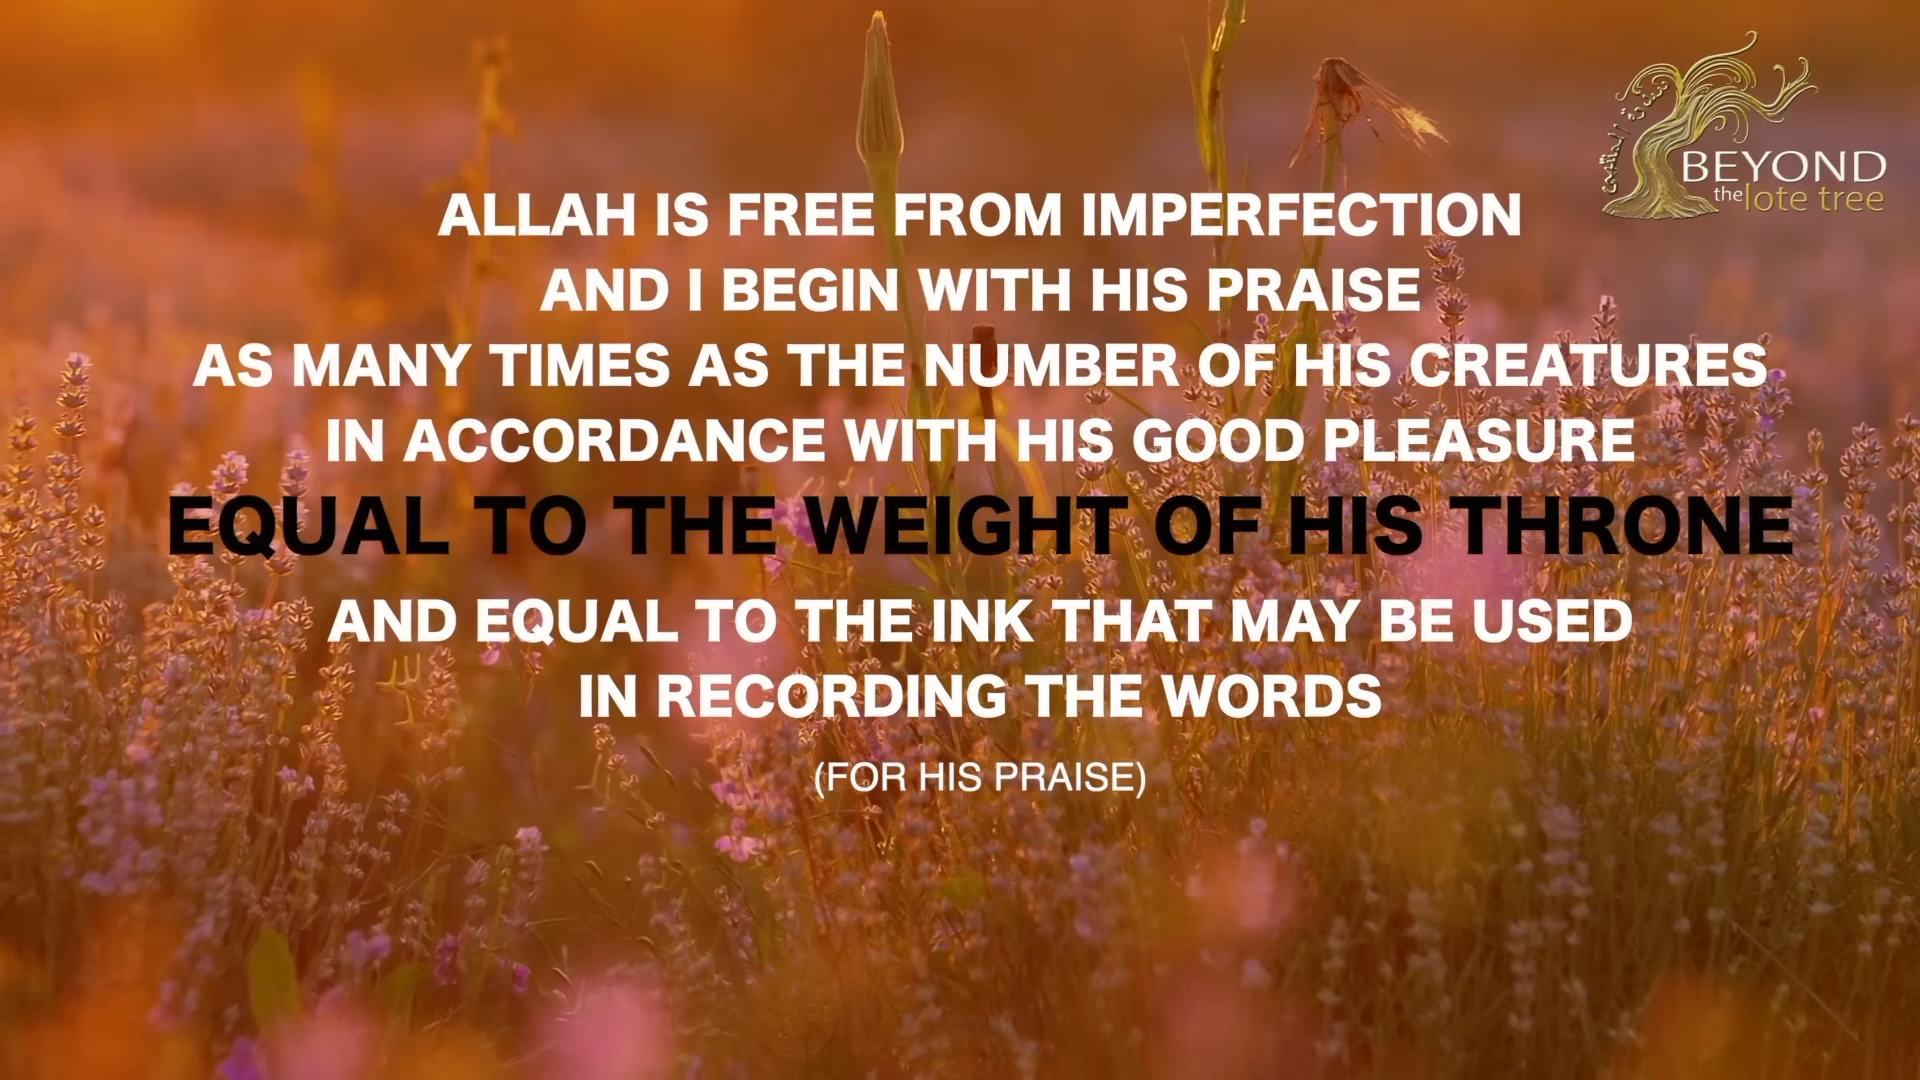 ALLAH IS FREE FROM IMPERFECTION
AND I BEGIN WITH HIS PRAISE
AS MANY TIMES AS THE NUMBER OF HIS CREATURES
IN ACCORDANCE WITH HIS GOOD PLEASURE
EQUAL TO THE WEIGHT OF HIS THRONE
AND EQUAL TO THE INK THAT MAY BE USED
IN RECORDING THE WORDS
(FOR HIS PRAISE)
BEYOND
the lote tree